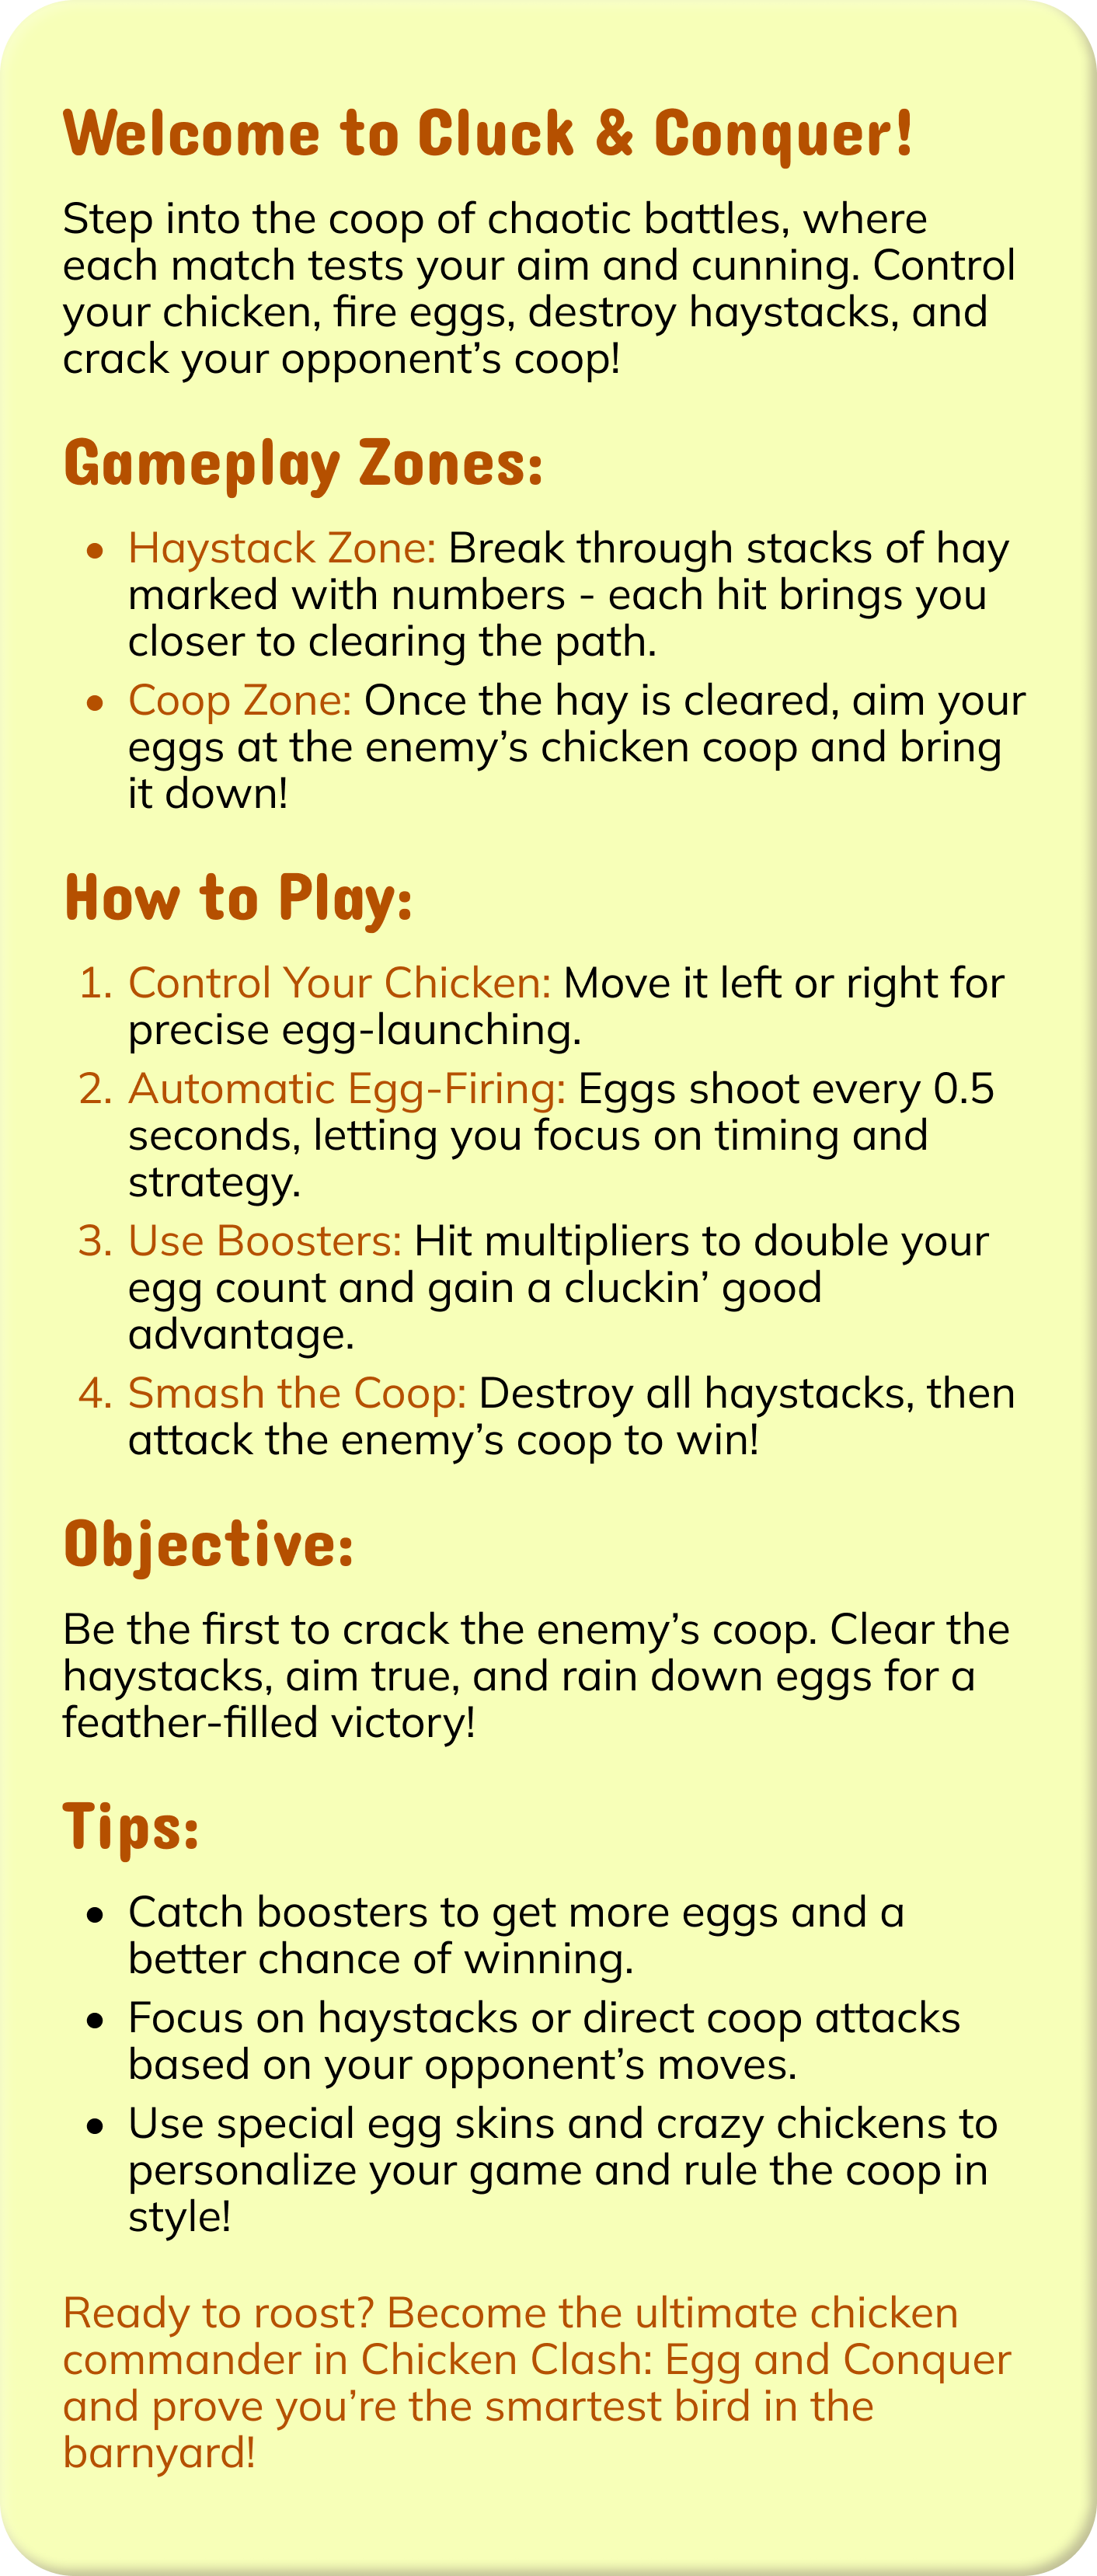 Welcome to Cluck & Conquer!
Step into the coop of chaotic battles, where
each match tests your aim and cunning. Control
your chicken, fire eggs, destroy haystacks, and
crack your opponent’s coop!
Gameplay Zones:
• Haystack Zone: Break through stacks of hay
marked with numbers - each hit brings you
closer to clearing the path.
• Coop Zone: Once the hay is cleared, aim your
eggs at the enemy’s chicken coop and bring
it down!
How to Play:
1. Control Your Chicken: Move it left or right for
precise egg-launching.
2. Automatic Egg-Firing: Eggs shoot every 0.5
seconds, letting you focus on timing and
strategy.
3. Use Boosters: Hit multipliers to double your
egg count and gain a cluckin’ good
advantage.
4. Smash the Coop: Destroy all haystacks, then
attack the enemy’s coop to win!
Objective:
Be the first to crack the enemy’s coop. Clear the
haystacks, aim true, and rain down eggs for a
feather-filled victory!
Tips:
• Catch boosters to get more eggs and a
better chance of winning.
• Focus on haystacks or direct coop attacks
based on your opponent’s moves.
• Use special egg skins and crazy chickens to
personalize your game and rule the coop in
style!
Ready to roost? Become the ultimate chicken
commander in Chicken Clash: Egg and Conquer
and prove you’re the smartest bird in the
barnyard!